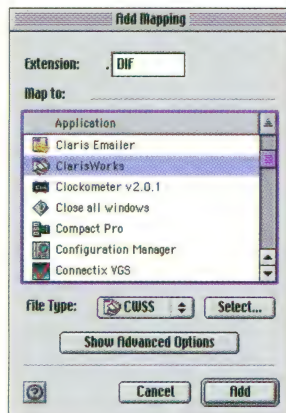 Add Mapping
Extension: .DIF
Map to:
Application
Claris Emailer
ClarisWorks
Clockometer v2.0.1
Close all windows
Compact Pro
Configuration Manager
Connectix VGS
File Type: CWSS Select...
Show Advanced Options
? Cancel Add